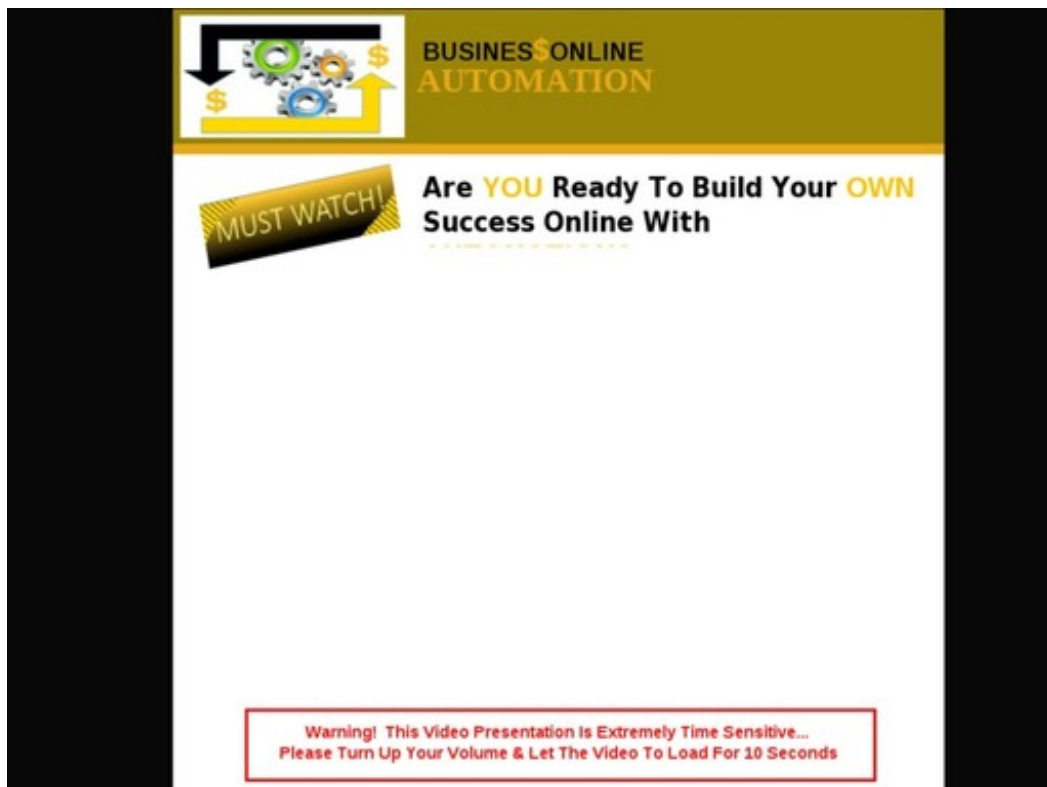 BUSINES$ONLINE
AUTOMATION
$
$
MUST WATCH!
Are YOU Ready To Build Your OWN
Success Online With
Warning! This Video Presentation Is Extremely Time Sensitive...
Please Turn Up Your Volume & Let The Video To Load For 10 Seconds